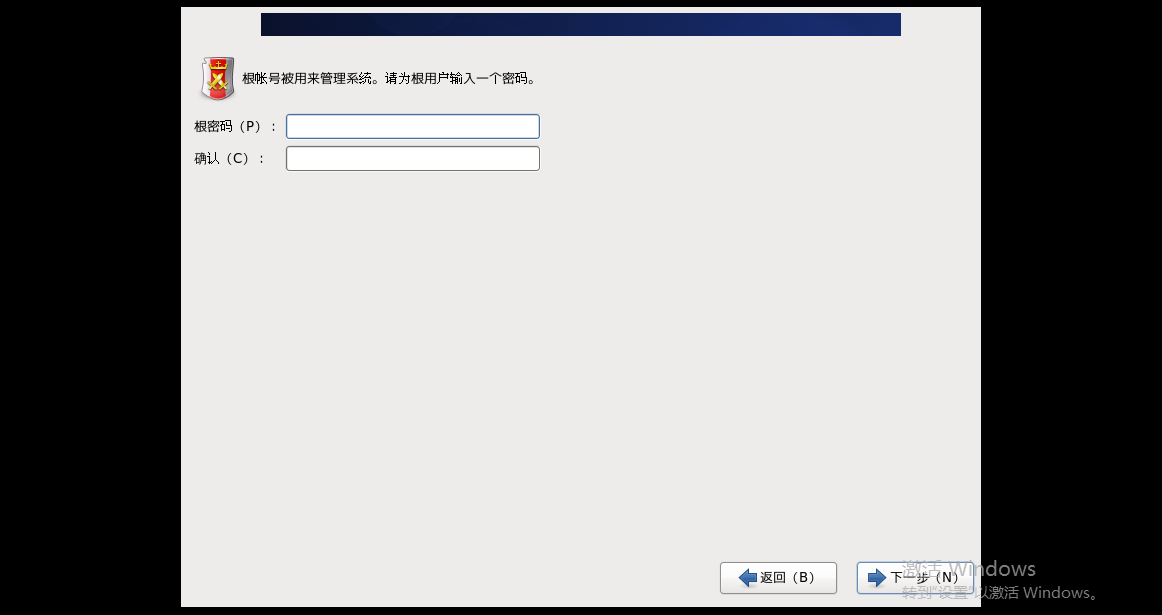 根帐号被用来管理系统。请为根用户输入一个密码。
根密码（P）：
确认（C）：
返回（B）
下一步（N）
激活 Windows
转到"设置"以激活 Windows。